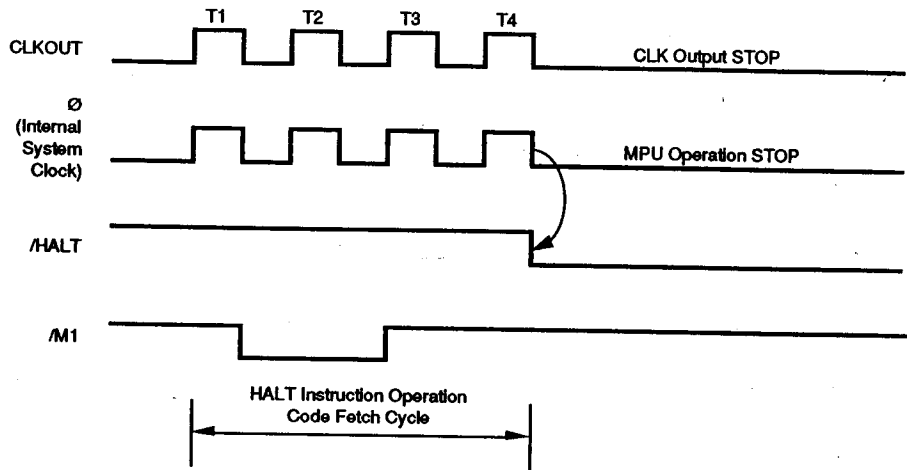 T1 T2 T3 T4
CLKOUT
CLK Output STOP
Ø
(Internal
System
Clock)
MPU Operation STOP
/HALT
/M1
HALT Instruction Operation
Code Fetch Cycle